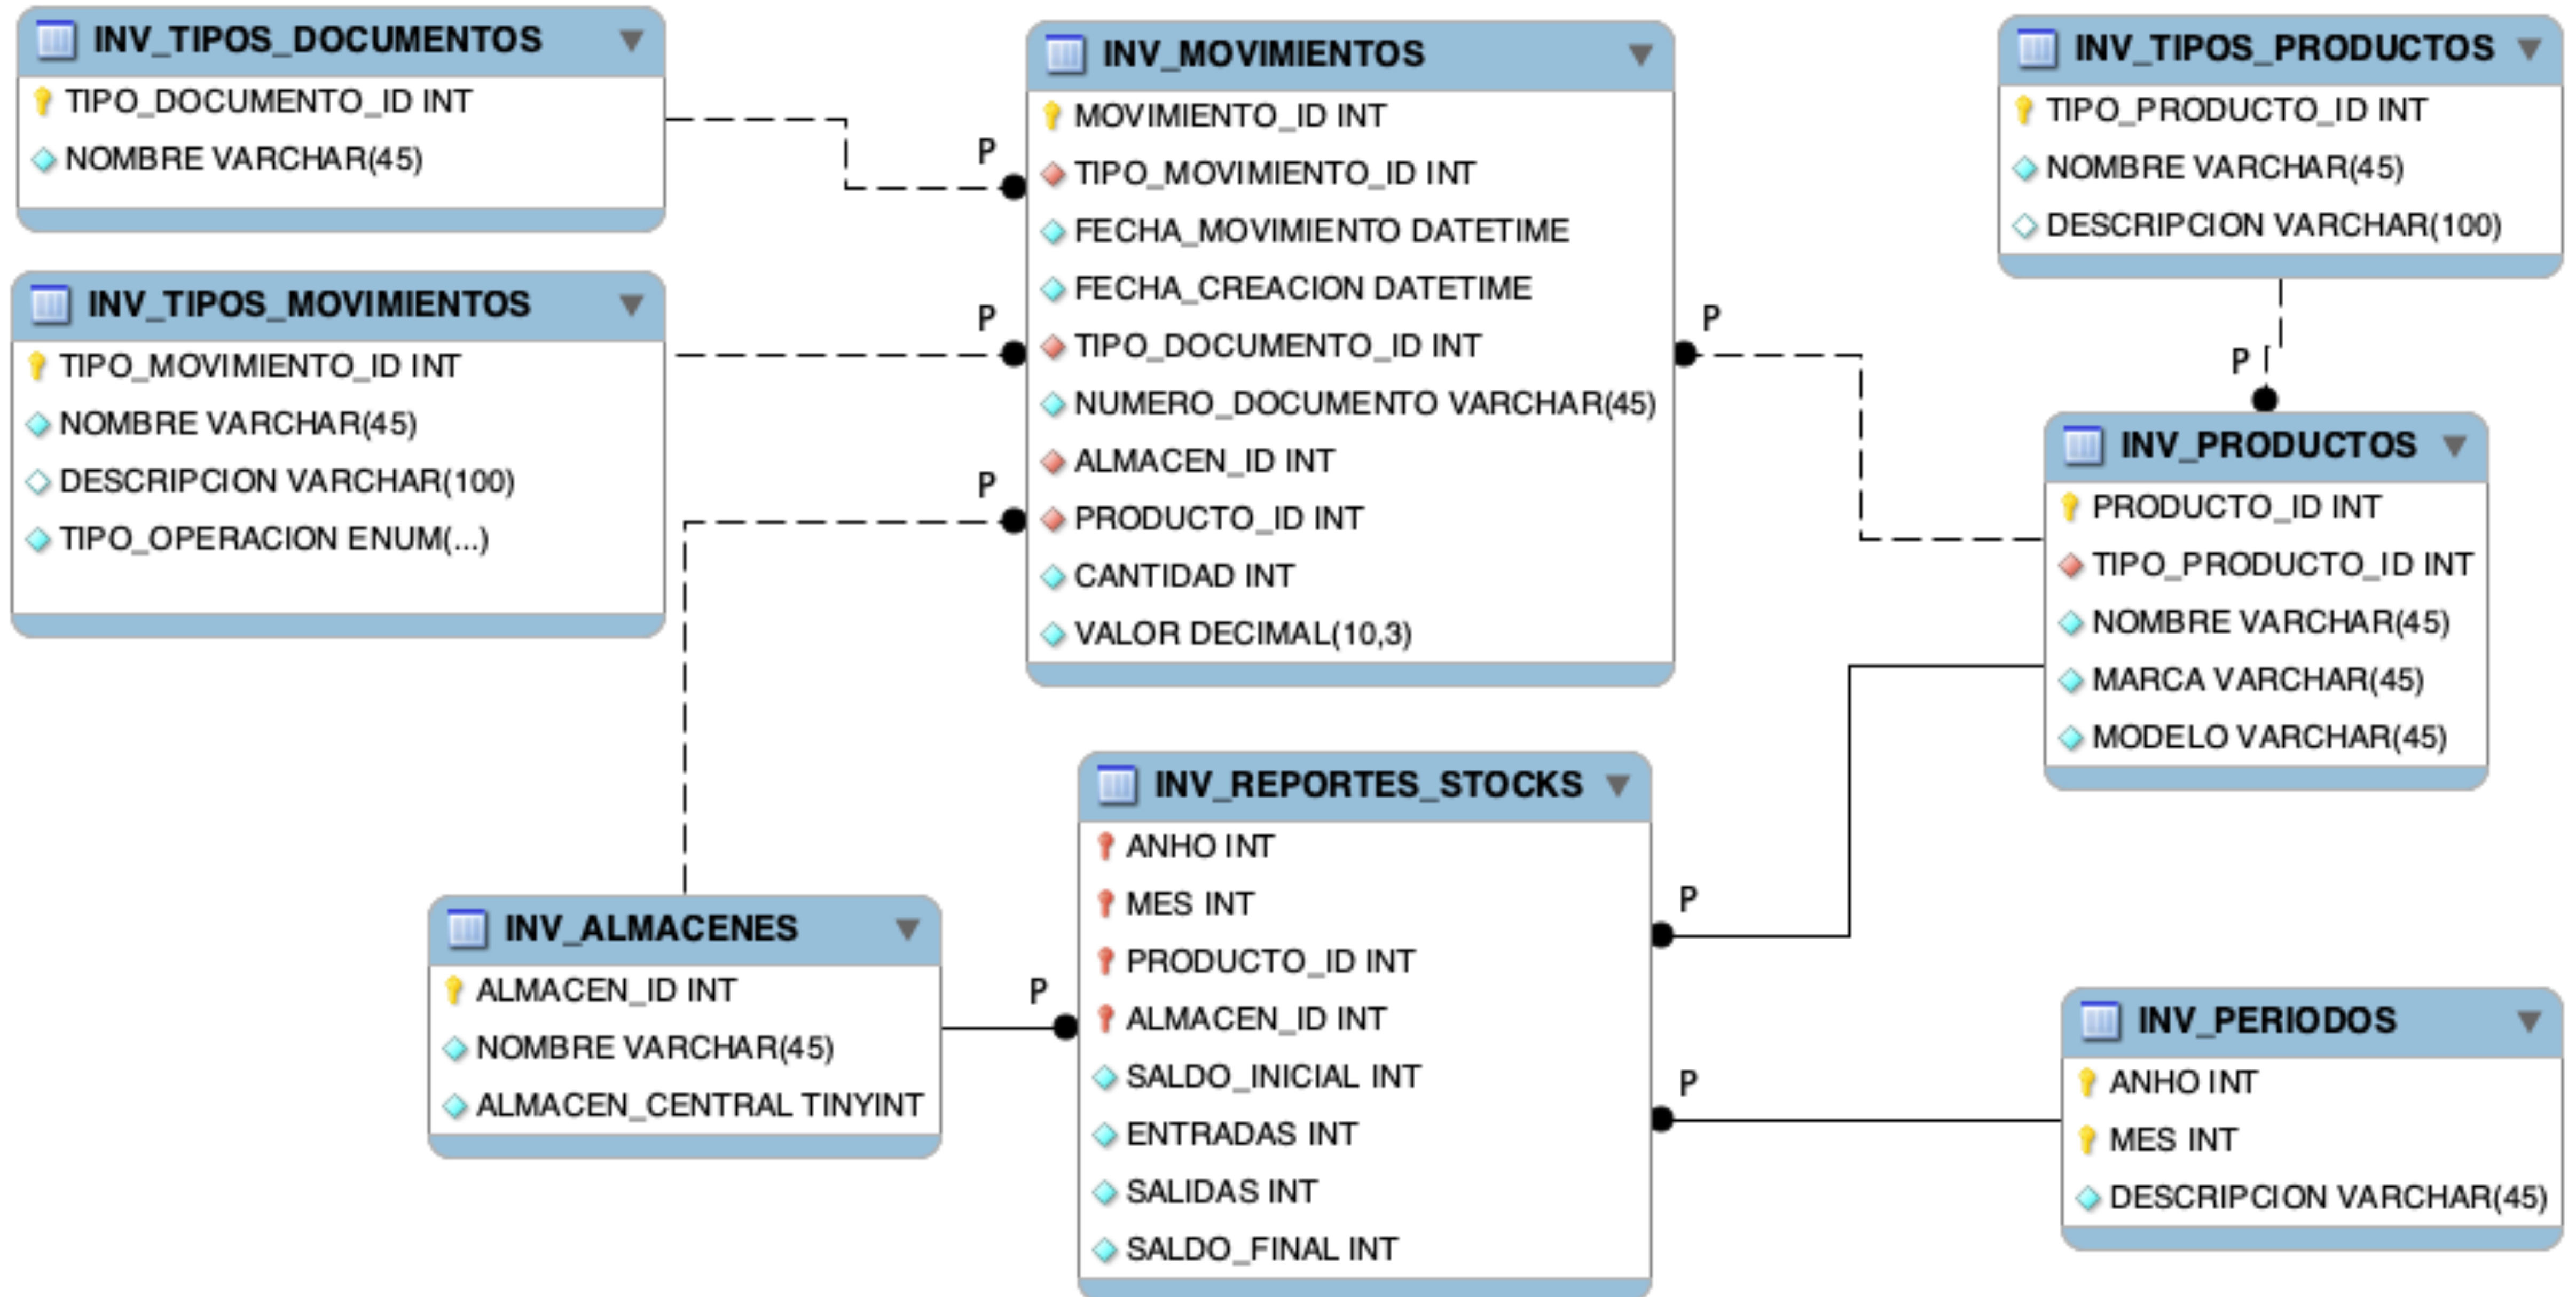 INV_TIPOS_DOCUMENTOS
TIPO_DOCUMENTO_ID INT
NOMBRE VARCHAR(45)
INV_TIPOS_MOVIMIENTOS
TIPO_MOVIMIENTO_ID INT
NOMBRE VARCHAR(45)
DESCRIPCION VARCHAR(100)
TIPO_OPERACION ENUM(...)
P
P
P
INV_MOVIMIENTOS
MOVIMIENTO_ID INT
TIPO_MOVIMIENTO_ID INT
FECHA_MOVIMIENTO DATETIME
FECHA_CREACION DATETIME
TIPO_DOCUMENTO_ID INT
NUMERO_DOCUMENTO VARCHAR(45)
ALMACEN_ID INT
PRODUCTO_ID INT
CANTIDAD INT
VALOR DECIMAL(10,3)
P
INV_TIPOS_PRODUCTOS
TIPO_PRODUCTO_ID INT
NOMBRE VARCHAR(45)
DESCRIPCION VARCHAR(100)
P
INV_PRODUCTOS
PRODUCTO_ID INT
TIPO_PRODUCTO_ID INT
NOMBRE VARCHAR(45)
MARCA VARCHAR(45)
MODELO VARCHAR(45)
INV_ALMACENES
ALMACEN_ID INT
NOMBRE VARCHAR(45)
ALMACEN_CENTRAL TINYINT
P
INV_REPORTES_STOCKS
ANHO INT
MES INT
PRODUCTO_ID INT
ALMACEN_ID INT
SALDO_INICIAL INT
ENTRADAS INT
SALIDAS INT
SALDO_FINAL INT
P
P
INV_PERIODOS
ANHO INT
MES INT
DESCRIPCION VARCHAR(45)